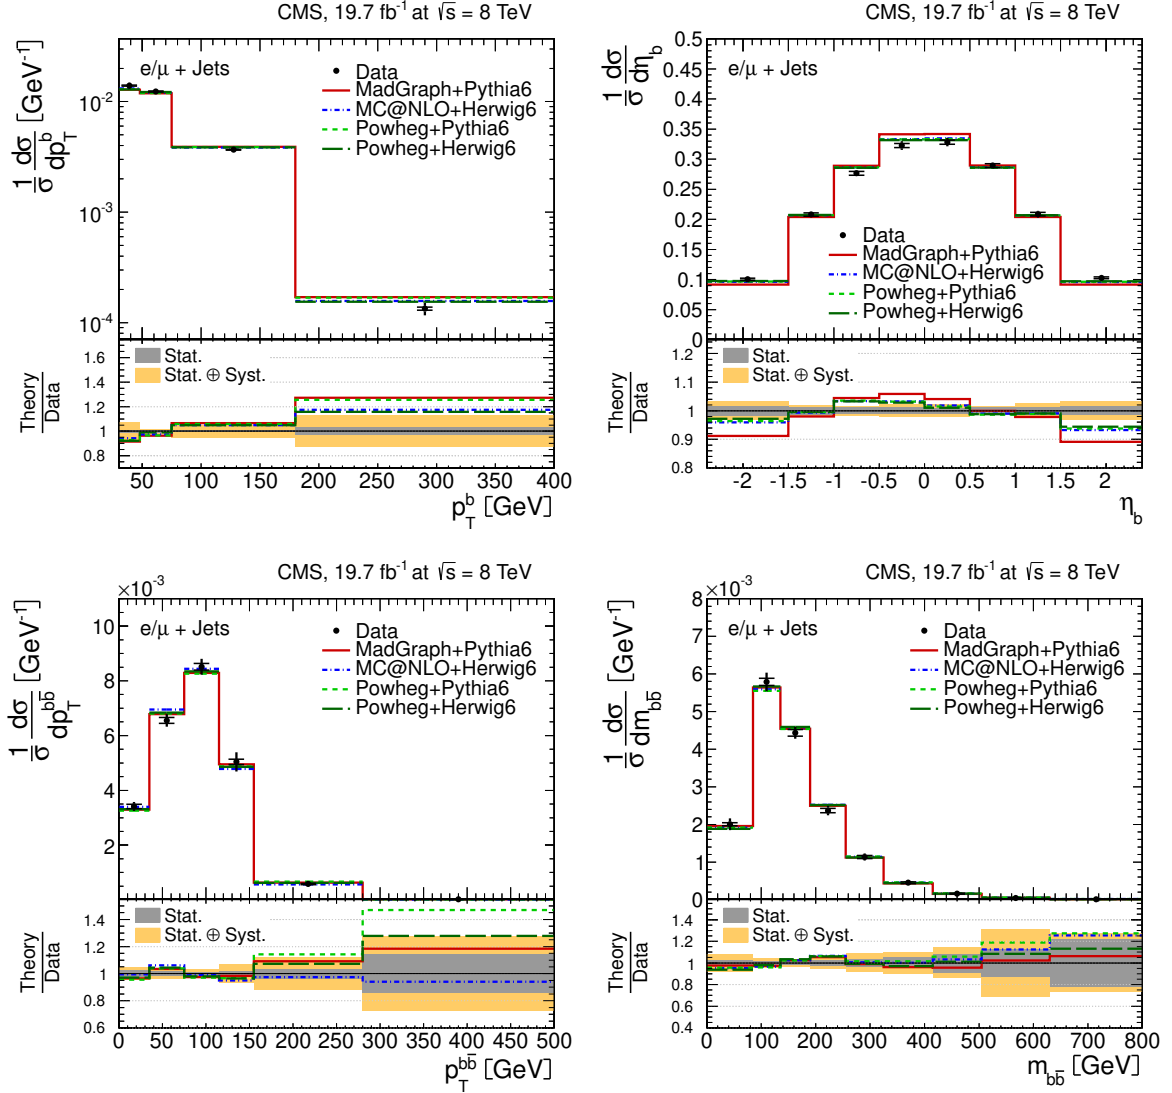 CMS, 19.7 fb⁻¹ at √s = 8 TeV
1/σ dσ/dp_T^b [GeV⁻¹]
e/μ + Jets
Data
MadGraph+Pythia6
MC@NLO+Herwig6
Powheg+Pythia6
Powheg+Herwig6
10⁻²
10⁻³
10⁻⁴
Theory/Data
Stat.
Stat. ⊕ Syst.
1.6
1.4
1.2
1
0.8
50 100 150 200 250 300 350 400
p_T^b [GeV]
CMS, 19.7 fb⁻¹ at √s = 8 TeV
1/σ dσ/dη_b
e/μ + Jets
0.5
0.45
0.4
0.35
0.3
0.25
0.2
0.15
0.1
0.05
0
Data
MadGraph+Pythia6
MC@NLO+Herwig6
Powheg+Pythia6
Powheg+Herwig6
Theory/Data
Stat.
Stat. ⊕ Syst.
1.2
1.1
1
0.9
0.8
-2 -1.5 -1 -0.5 0 0.5 1 1.5 2
η_b
CMS, 19.7 fb⁻¹ at √s = 8 TeV
×10⁻³
1/σ dσ/dp_T^bb̄ [GeV⁻¹]
e/μ + Jets
Data
MadGraph+Pythia6
MC@NLO+Herwig6
Powheg+Pythia6
Powheg+Herwig6
10
8
6
4
2
Theory/Data
Stat.
Stat. ⊕ Syst.
1.4
1.2
1
0.8
0.6
0 50 100 150 200 250 300 350 400 450 500
p_T^bb̄ [GeV]
CMS, 19.7 fb⁻¹ at √s = 8 TeV
×10⁻³
1/σ dσ/dm_bb̄ [GeV⁻¹]
e/μ + Jets
Data
MadGraph+Pythia6
MC@NLO+Herwig6
Powheg+Pythia6
Powheg+Herwig6
8
7
6
5
4
3
2
1
0
Theory/Data
Stat.
Stat. ⊕ Syst.
1.6
1.4
1.2
1
0.8
0.6
0.4
0 100 200 300 400 500 600 700 800
m_bb̄ [GeV]